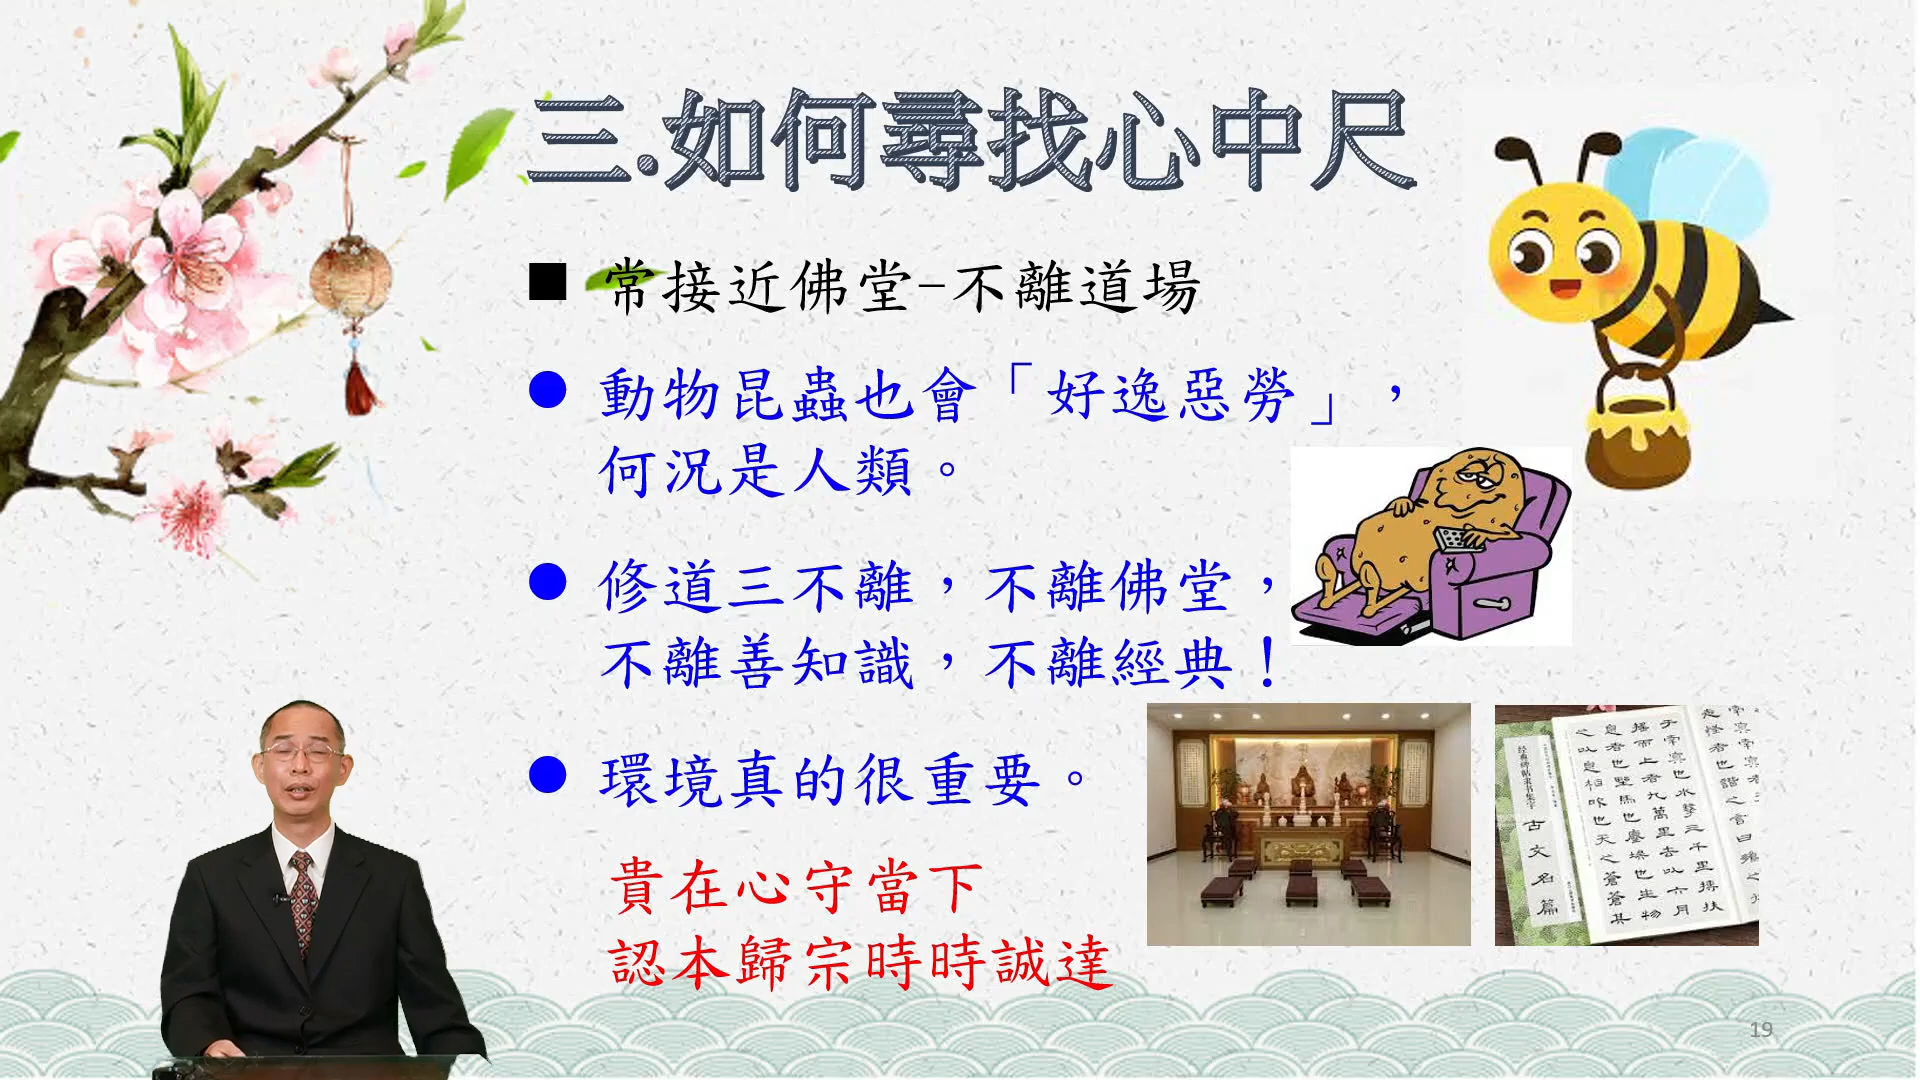 三.如何尋找心中尺
■ 常接近佛堂-不離道場
● 動物昆蟲也會「好逸惡勞」，
何況是人類。
● 修道三不離，不離佛堂，
不離善知識，不離經典！
● 環境真的很重要。
貴在心守當下
認本歸宗時時誠達
古文名篇
19